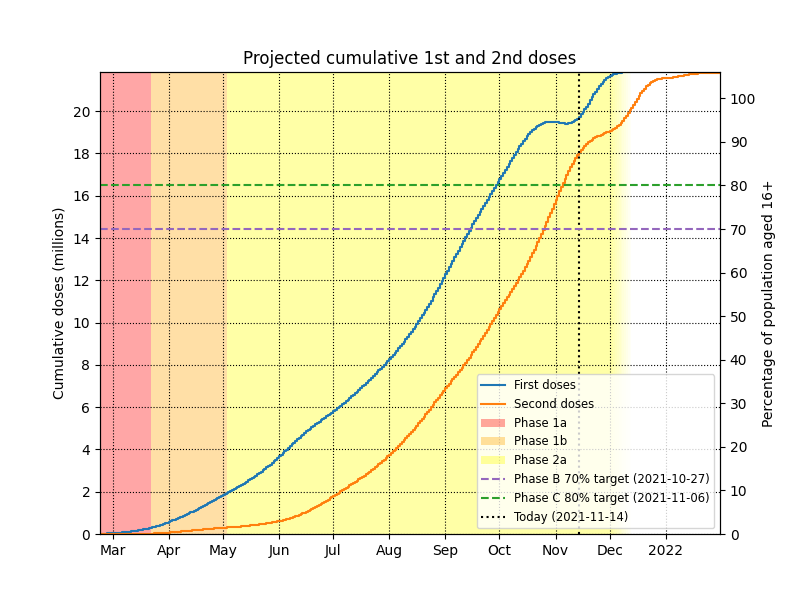 Projected cumulative 1st and 2nd doses
Cumulative doses (millions)
20
18
16
14
12
10
8
6
4
2
0
100
90
80
70
60
50
40
30
20
10
0
Percentage of population aged 16+
First doses
Second doses
Phase 1a
Phase 1b
Phase 2a
Phase B 70% target (2021-10-27)
Phase C 80% target (2021-11-06)
Today (2021-11-14)
Mar Apr May Jun Jul Aug Sep Oct Nov Dec 2022